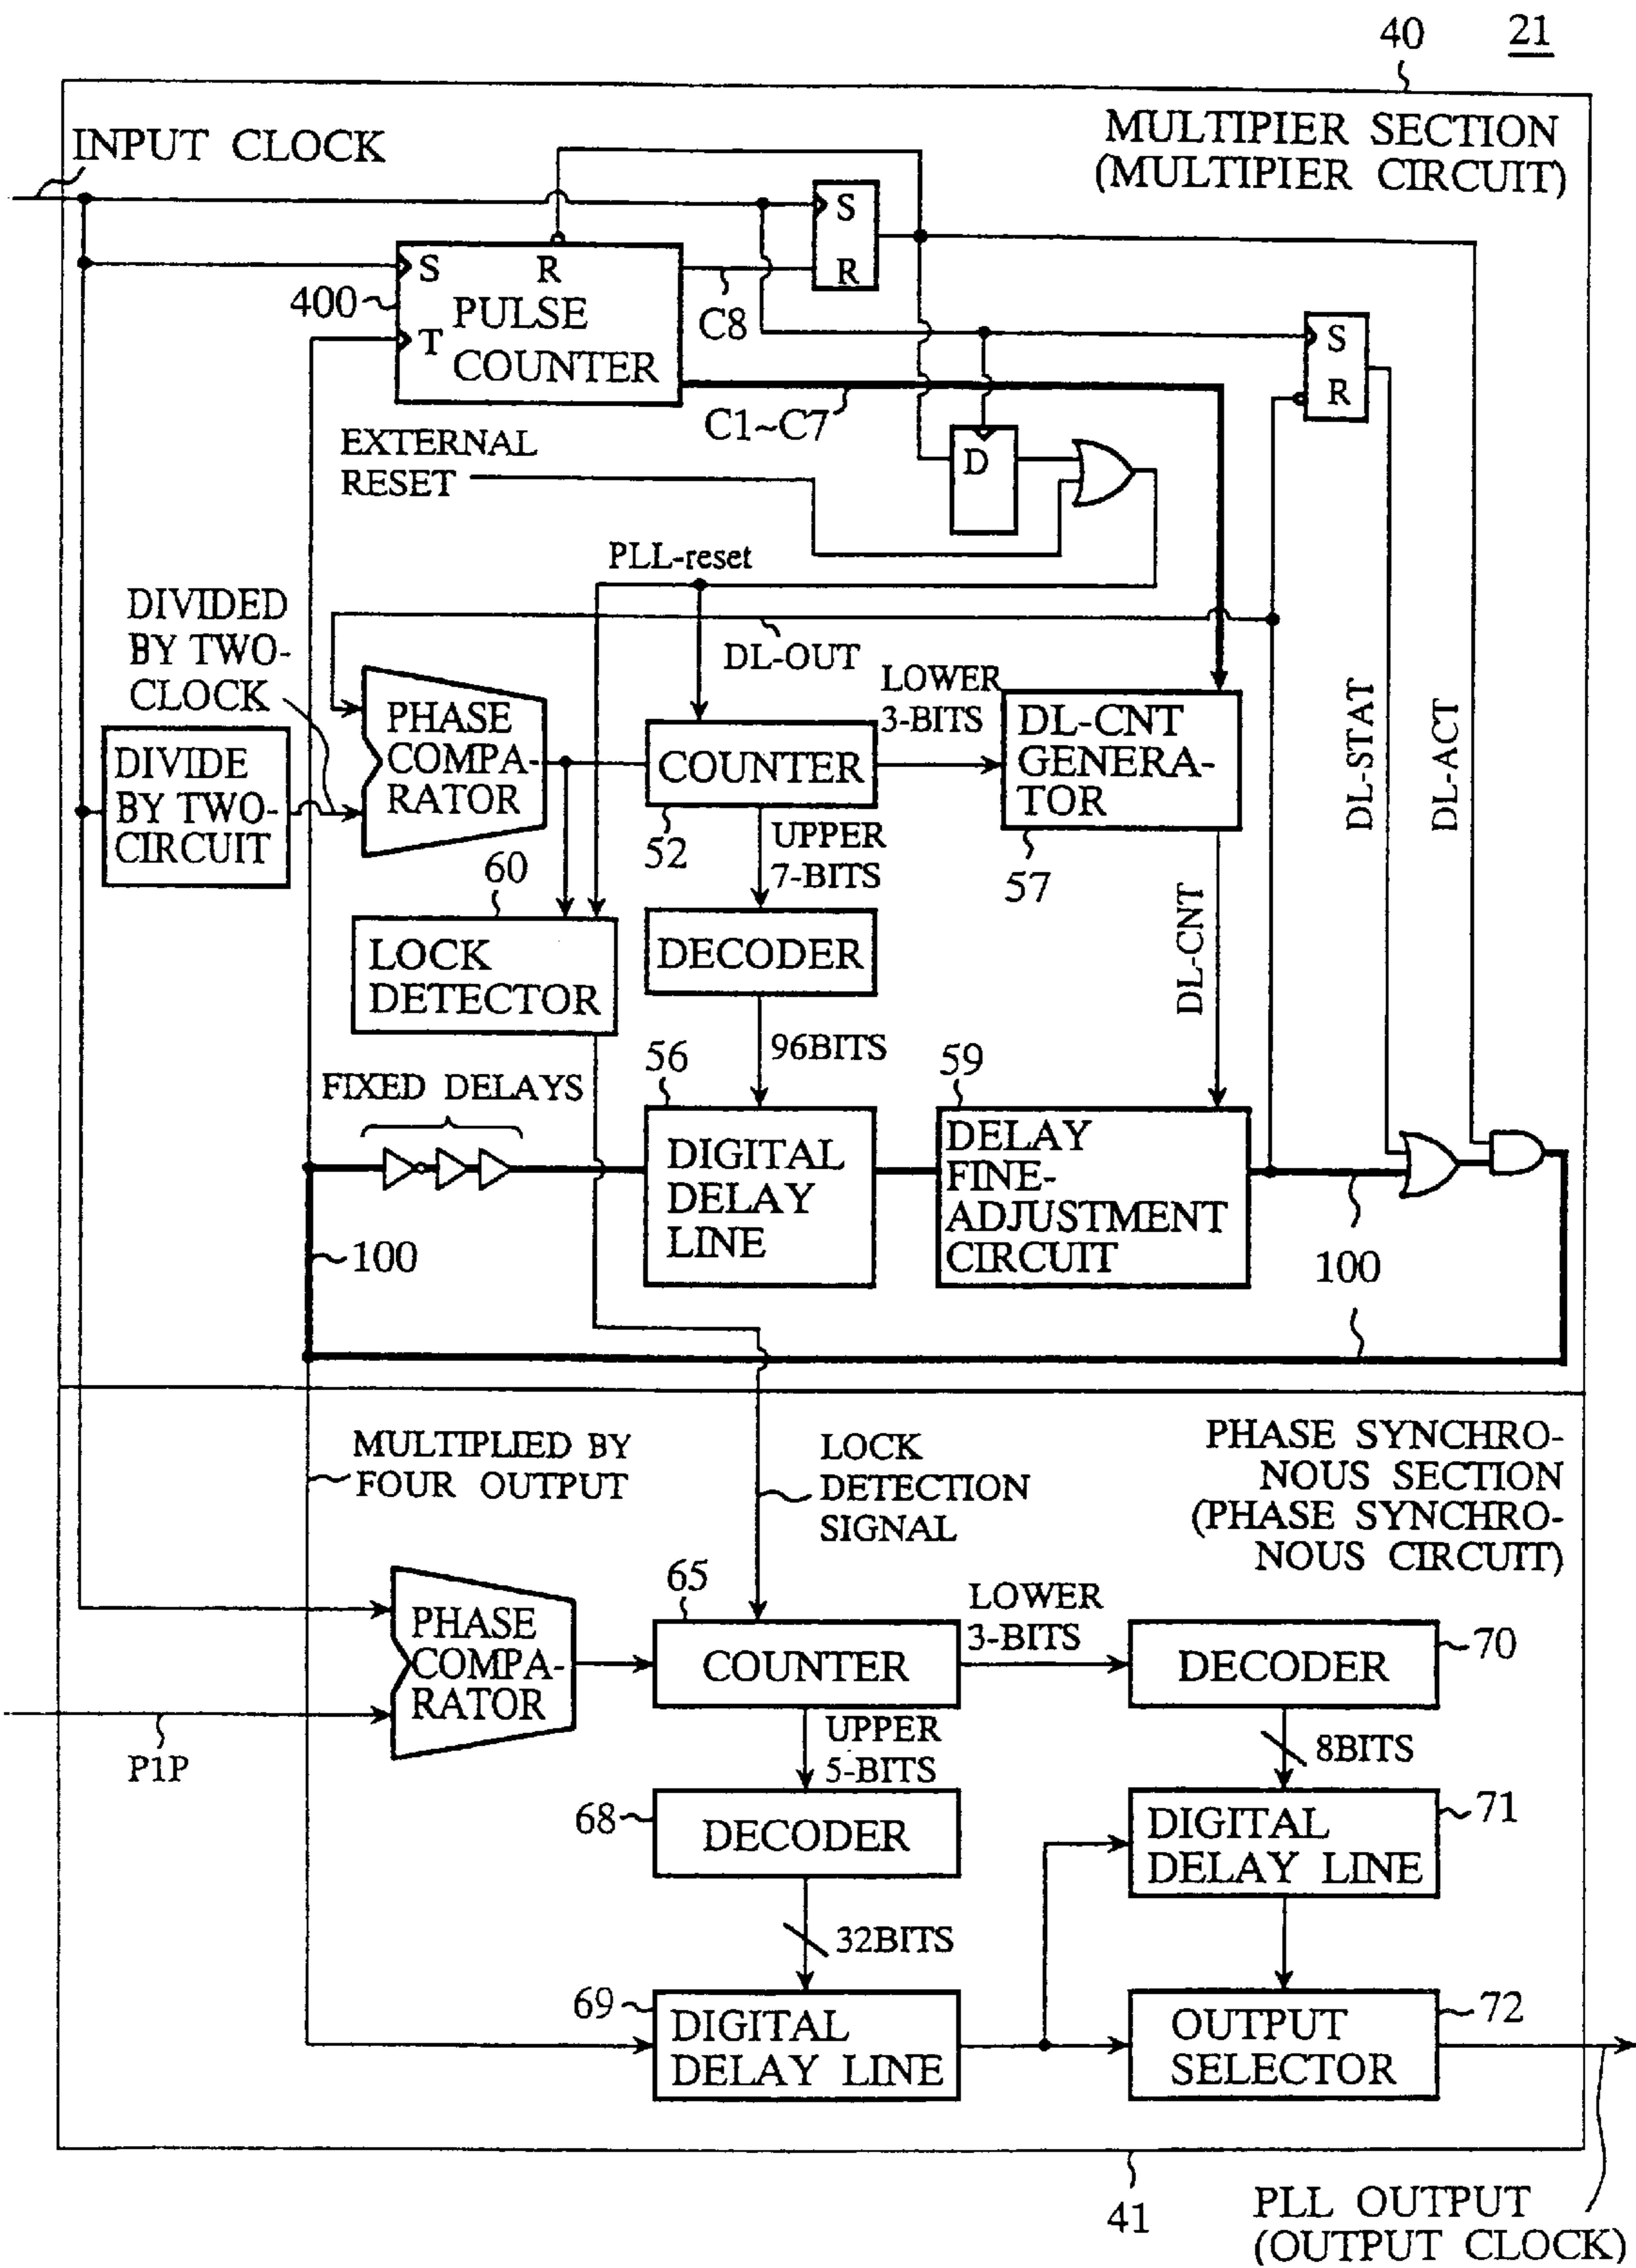 40
21
INPUT CLOCK
MULTIPIER SECTION
(MULTIPIER CIRCUIT)
S
R
S
R
400
PULSE
T
COUNTER
C8
S
R
C1~C7
EXTERNAL
RESET
D
PLL-reset
DIVIDED
BY TWO-
CLOCK
DL-OUT
LOWER
3-BITS
PHASE
COMPA-
RATOR
COUNTER
DL-CNT
GENERA-
TOR
DL-STAT
DL-ACT
DIVIDE
BY TWO-
CIRCUIT
52
UPPER
7-BITS
57
60
LOCK
DETECTOR
DECODER
DL-CNT
96BITS
56
59
FIXED DELAYS
DIGITAL
DELAY
LINE
DELAY
FINE-
ADJUSTMENT
CIRCUIT
100
100
MULTIPLIED BY
FOUR OUTPUT
LOCK
DETECTION
SIGNAL
PHASE SYNCHRO-
NOUS SECTION
(PHASE SYNCHRO-
NOUS CIRCUIT)
65
LOWER
3-BITS
PHASE
COMPA-
RATOR
COUNTER
DECODER
70
P1P
UPPER
5-BITS
8BITS
68
DECODER
DIGITAL
DELAY LINE
71
32BITS
69
DIGITAL
DELAY LINE
OUTPUT
SELECTOR
72
41
PLL OUTPUT
(OUTPUT CLOCK)